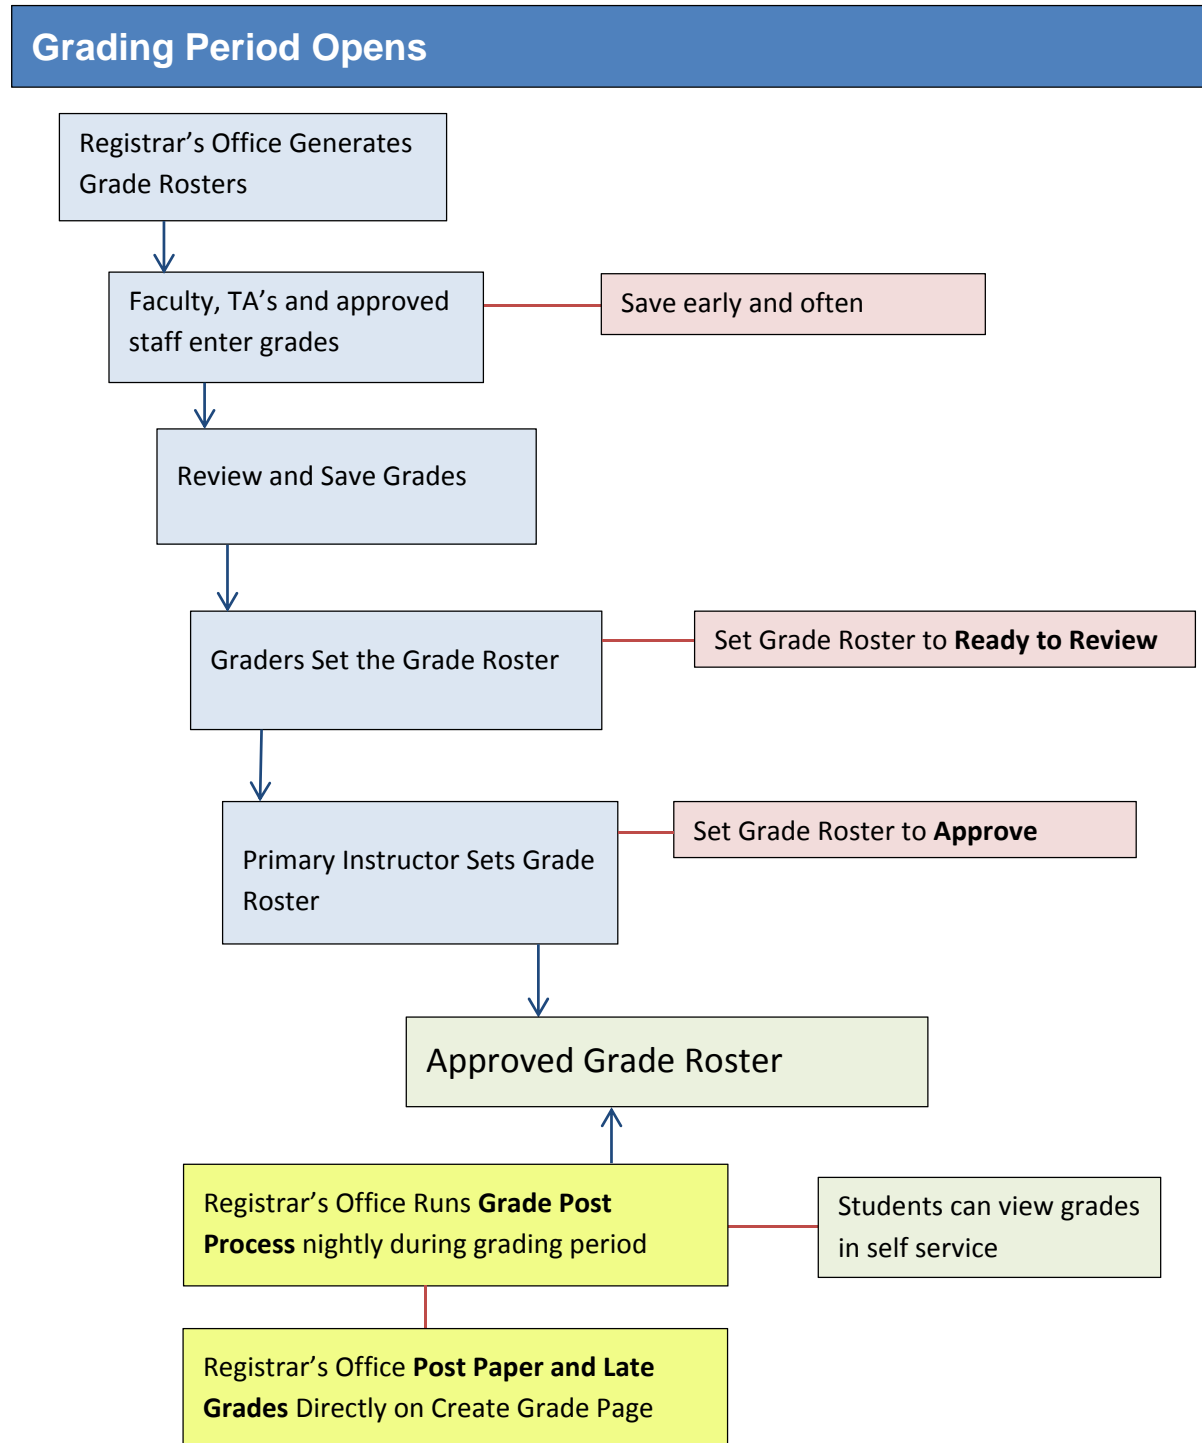 Grading Period Opens
Registrar’s Office Generates
Grade Rosters
Faculty, TA’s and approved
staff enter grades
Save early and often
Review and Save Grades
Graders Set the Grade Roster
Set Grade Roster to Ready to Review
Primary Instructor Sets Grade
Roster
Set Grade Roster to Approve
Approved Grade Roster
Registrar’s Office Runs Grade Post
Process nightly during grading period
Students can view grades
in self service
Registrar’s Office Post Paper and Late
Grades Directly on Create Grade Page